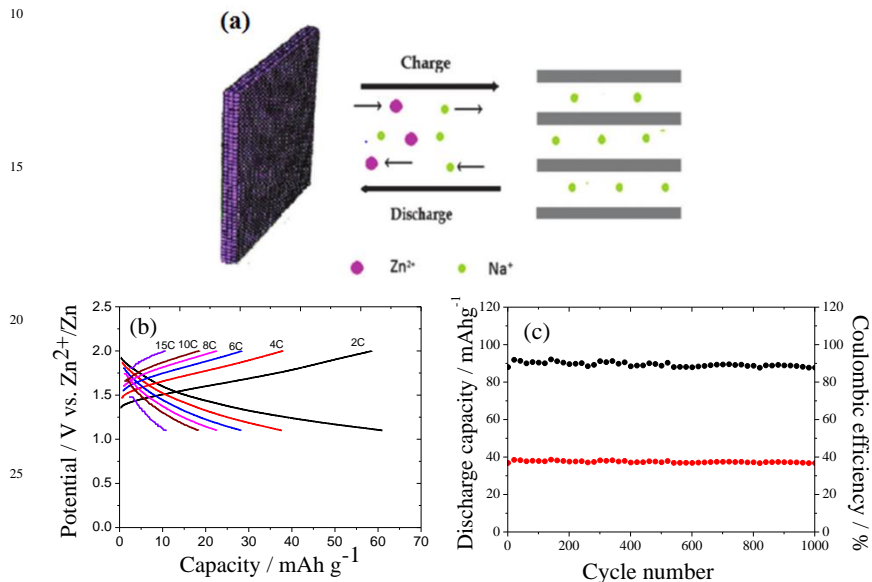 10
(a)
Charge
15
Discharge
Zn²⁺
Na⁺
20
(b)
15C 10C 8C 6C 4C 2C
2.5
2.0
1.5
1.0
0.5
0.0
Potential / V vs. Zn²⁺/Zn
0 10 20 30 40 50 60 70
Capacity / mAh g⁻¹
25
(c)
120
100
80
60
40
20
0
Discharge capacity / mAhg⁻¹
120
100
80
60
40
20
0
Coulombic efficiency / %
0 200 400 600 800 1000
Cycle number